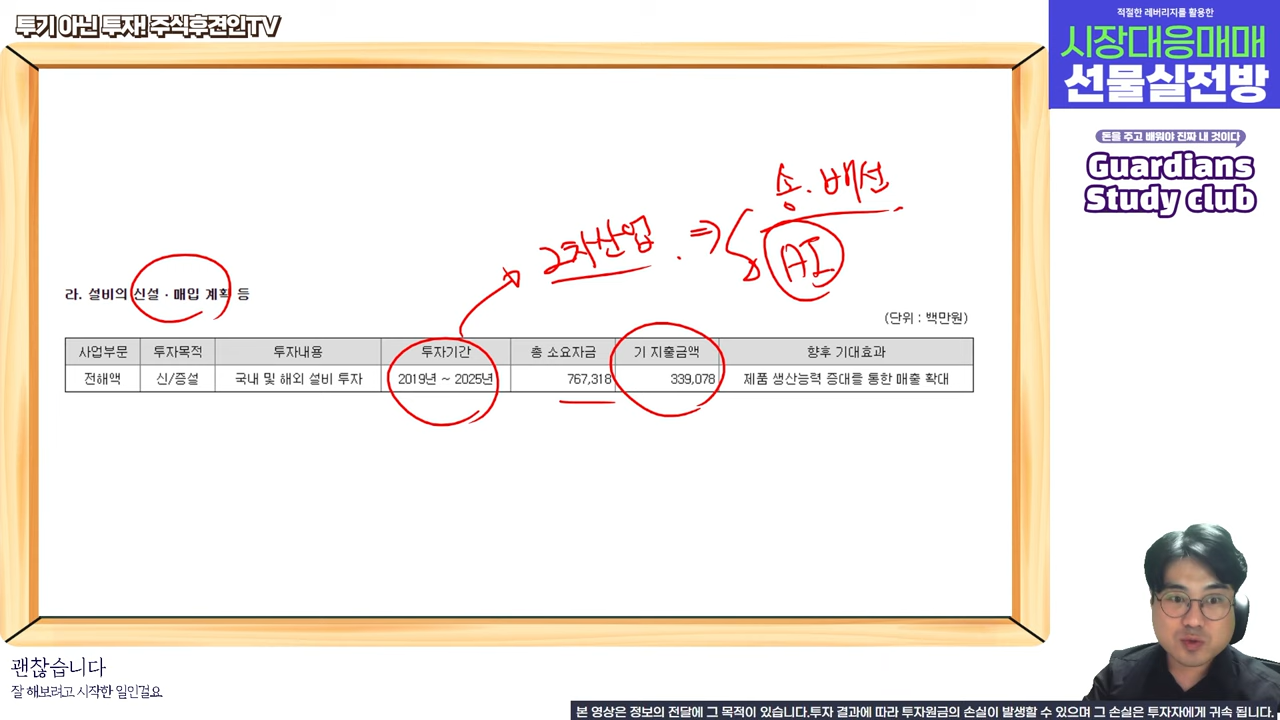 투기 아닌 투자! 주식후견인TV
적절한 레버리지를 활용한
시장대응매매
선물실전방
돈을 주고 배워야 진짜 내 것이다
Guardians
Study club
송.배선
2차산업 . ⇒
AI
라. 설비의 신설 · 매입 계획 등
(단위 : 백만원)
사업부문 투자목적 투자내용 투자기간 총 소요자금 기 지출금액 향후 기대효과
전해액 신/증설 국내 및 해외 설비 투자 2019년 ~ 2025년 767,318 339,078 제품 생산능력 증대를 통한 매출 확대
괜찮습니다
잘 해보려고 시작한 일인걸요
본 영상은 정보의 전달에 그 목적이 있습니다.투자 결과에 따라 투자원금의 손실이 발생할 수 있으며 그 손실은 투자자에게 귀속 됩니다.